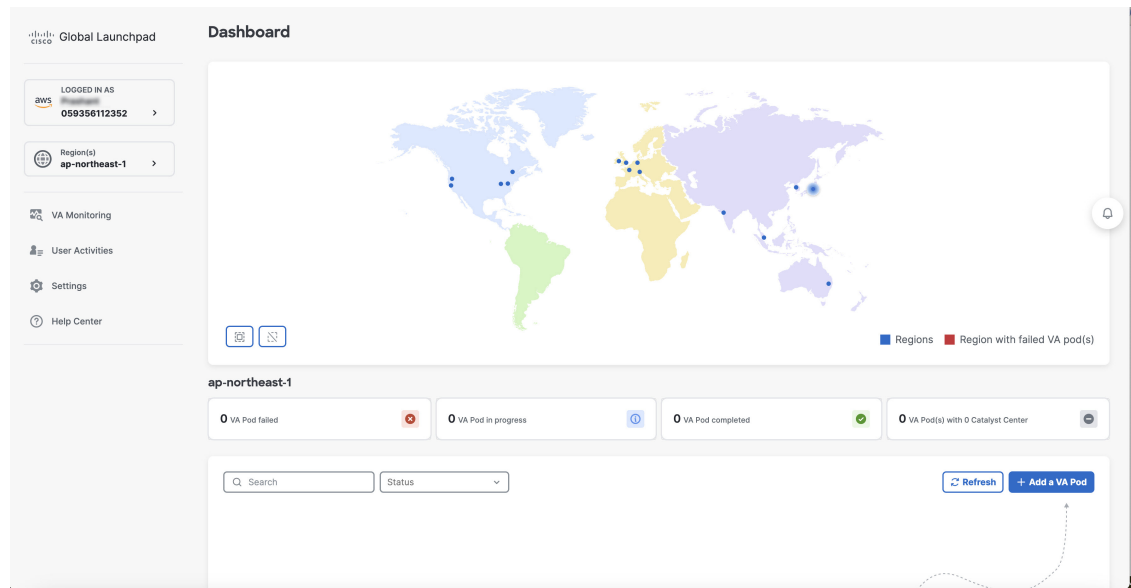 CISCO
Global Launchpad
Dashboard
LOGGED IN AS
aws
059356112352
Region(s)
ap-northeast-1
VA Monitoring
User Activities
Settings
Help Center
Regions
Region with failed VA pod(s)
ap-northeast-1
0 VA Pod failed
0 VA Pod in progress
0 VA Pod completed
0 VA Pod(s) with 0 Catalyst Center
Search
Status
Refresh
+ Add a VA Pod